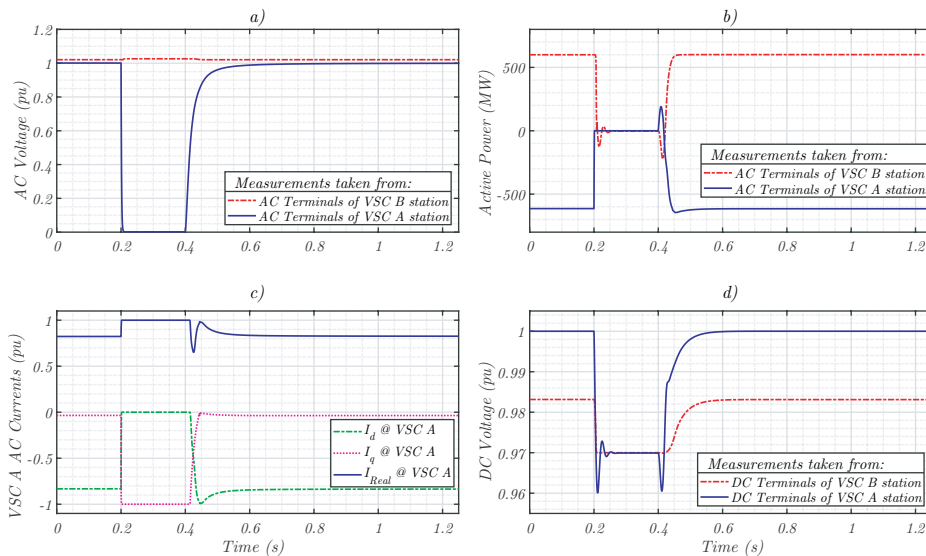 a)
AC Voltage (pu)
1.2
1
0.8
0.6
0.4
0.2
0
Measurements taken from:
AC Terminals of VSC B station
AC Terminals of VSC A station
0 0.2 0.4 0.6 0.8 1 1.2
b)
Active Power (MW)
500
0
-500
Measurements taken from:
AC Terminals of VSC B station
AC Terminals of VSC A station
0 0.2 0.4 0.6 0.8 1 1.2
c)
VSC A AC Currents (pu)
1
0.5
0
-0.5
-1
I_d @ VSC A
I_q @ VSC A
I_Real @ VSC A
0 0.2 0.4 0.6 0.8 1 1.2
Time (s)
d)
DC Voltage (pu)
1
0.99
0.98
0.97
0.96
Measurements taken from:
DC Terminals of VSC B station
DC Terminals of VSC A station
0 0.2 0.4 0.6 0.8 1 1.2
Time (s)